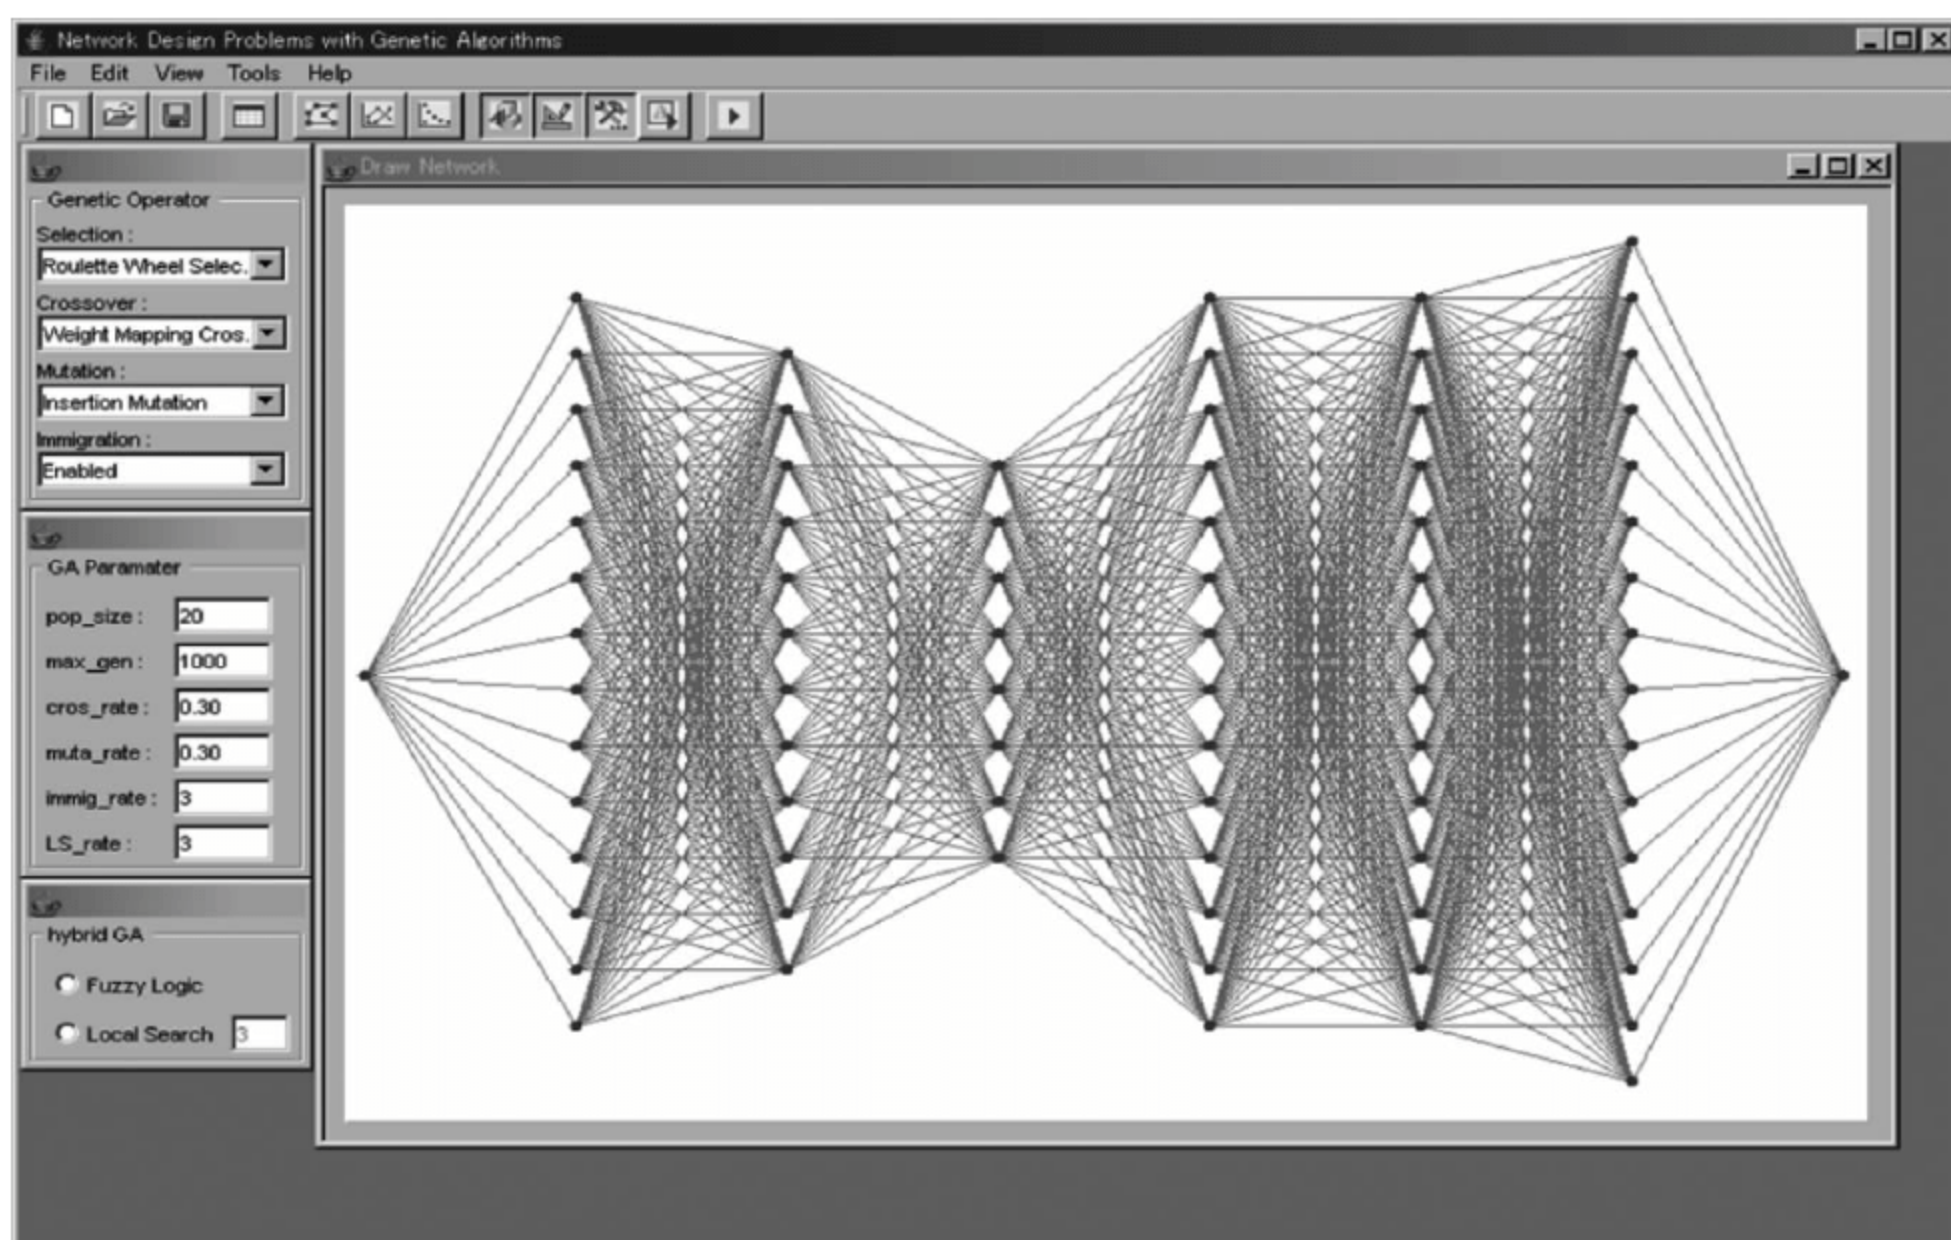 Network Design Problems with Genetic Algorithms
File Edit View Tools Help
Draw Network
Genetic Operator
Selection :
Roulette Wheel Selec.
Crossover :
Weight Mapping Cros.
Mutation :
Insertion Mutation
Immigration :
Enabled
GA Paramater
pop_size : 20
max_gen : 1000
cros_rate : 0.30
muta_rate : 0.30
immig_rate : 3
LS_rate : 3
hybrid GA
Fuzzy Logic
Local Search 3